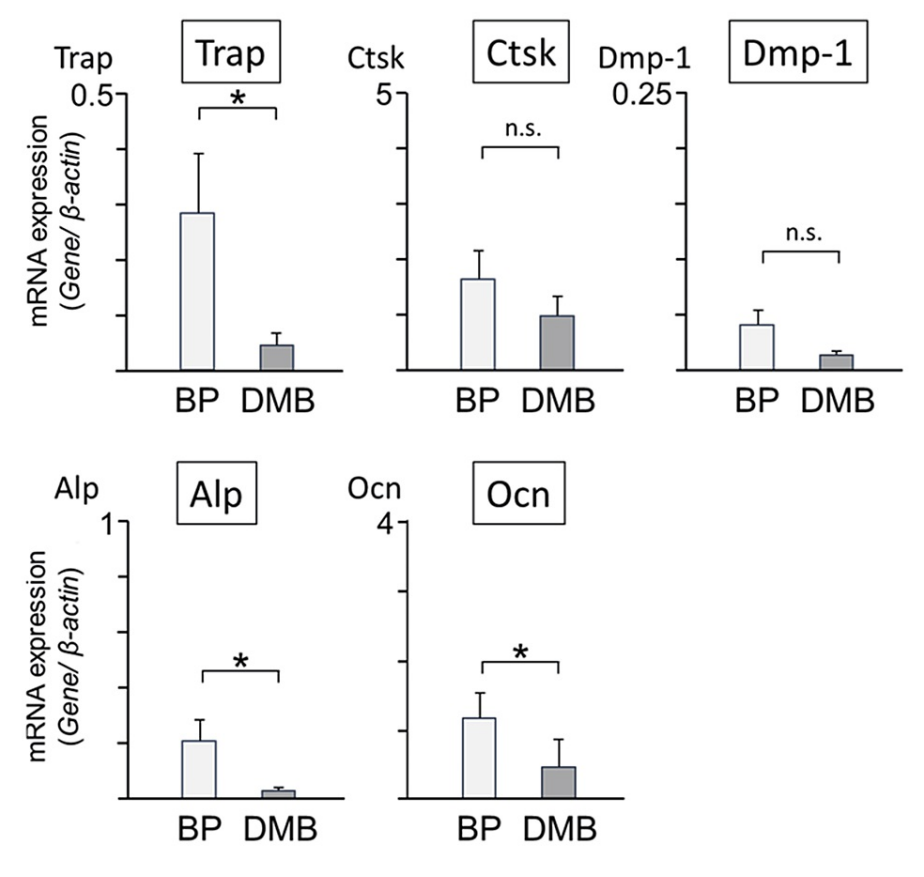 Trap
Trap
0.5
*
mRNA expression
(Gene/ β-actin)
BP DMB
Ctsk
Ctsk
5
n.s.
BP DMB
Dmp-1
Dmp-1
0.25
n.s.
BP DMB
Alp
Alp
1
*
mRNA expression
(Gene/ β-actin)
BP DMB
Ocn
Ocn
4
*
BP DMB